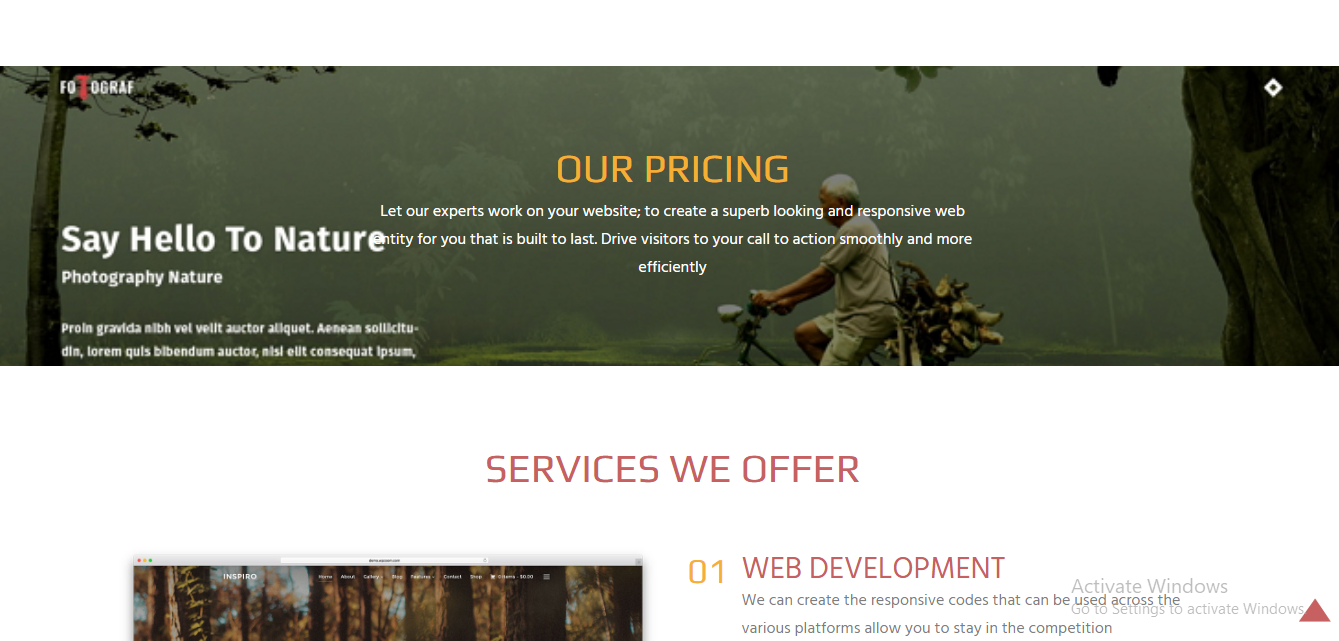 FOTOGRAF
OUR PRICING
Let our experts work on your website; to create a superb looking and responsive web
entity for you that is built to last. Drive visitors to your call to action smoothly and more
efficiently
Say Hello To Nature
Photography Nature
Proin gravida nibh vel velit auctor aliquet. Aenean sollicitu-
din, lorem quis bibendum auctor, nisi elit consequat ipsum,
SERVICES WE OFFER
INSPIRO
Home About Gallery Blog Features Contact Shop 0 items - $0.00
01 WEB DEVELOPMENT
We can create the responsive codes that can be used across the
various platforms allow you to stay in the competition
Activate Windows
Go to Settings to activate Windows.